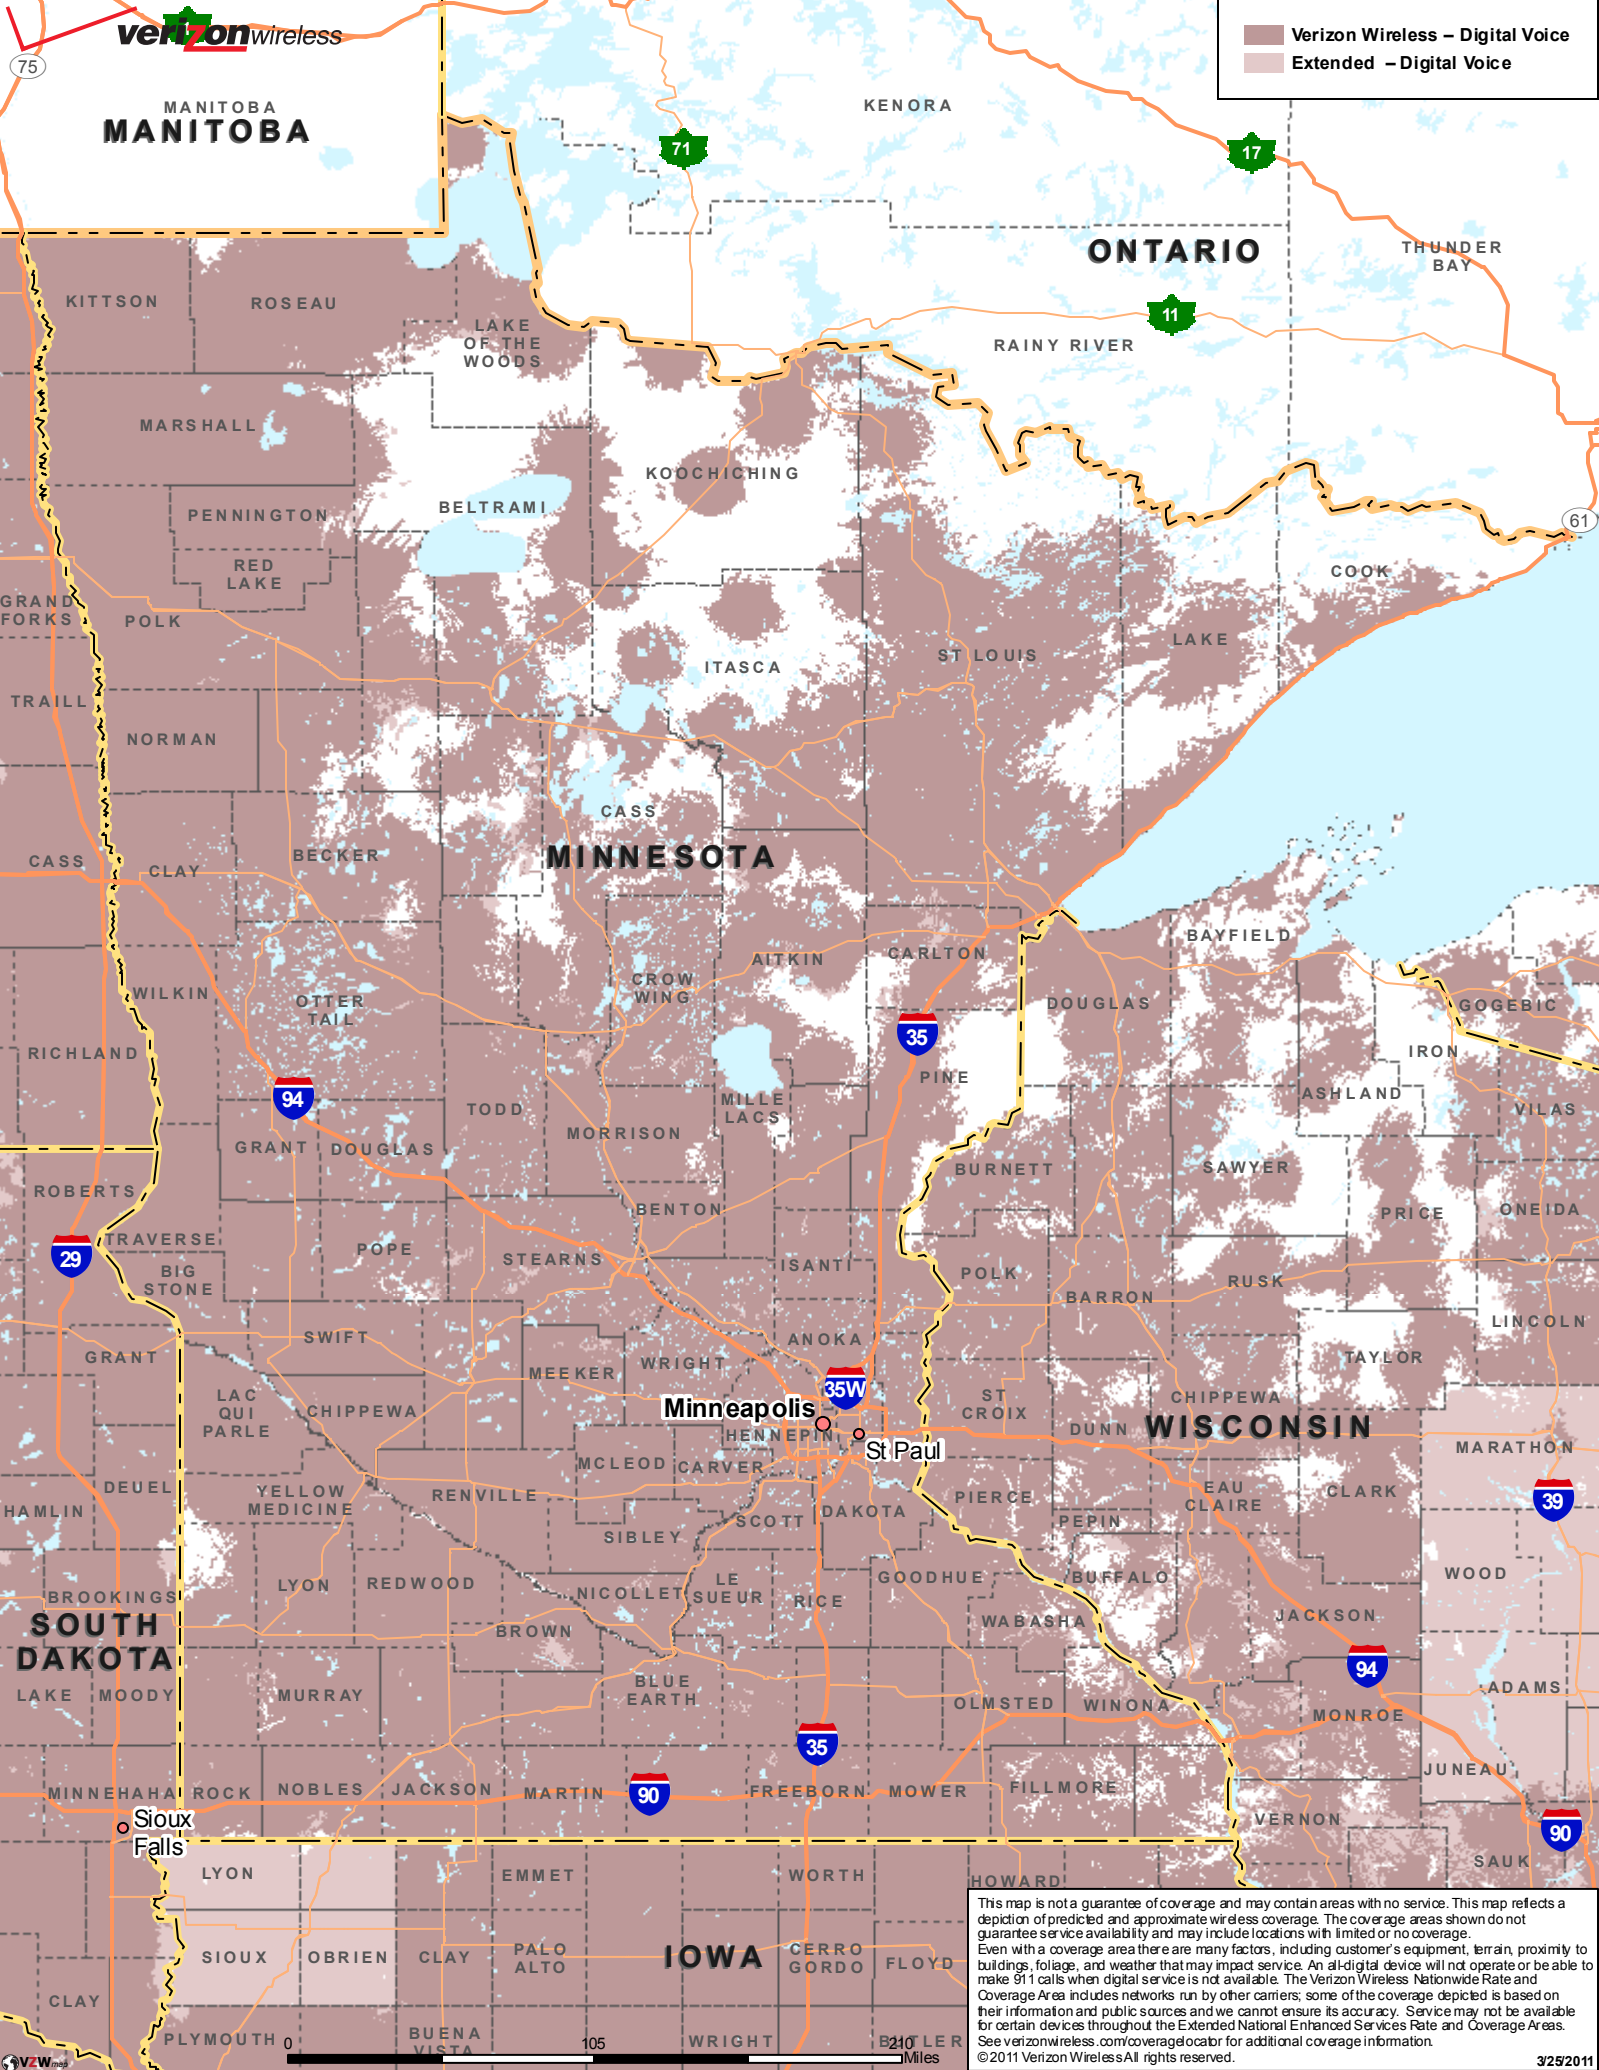 verizonwireless
75
Verizon Wireless – Digital Voice
Extended – Digital Voice
MANITOBA
MANITOBA
KENORA
71
17
ONTARIO
THUNDER
BAY
11
RAINY RIVER
KITTSON
ROSEAU
LAKE
OF THE
WOODS
MARSHALL
KOOCHICHING
BELTRAMI
PENNINGTON
61
RED
LAKE
COOK
GRAND
FORKS
POLK
LAKE
ST LOUIS
ITASCA
TRAILL
NORMAN
CASS
MINNESOTA
CASS
CLAY
BECKER
BAYFIELD
AITKIN
CARLTON
CROW
WING
WILKIN
OTTER
TAIL
DOUGLAS
GOGEBIC
35
RICHLAND
IRON
PINE
94
ASHLAND
TODD
MILLE
LACS
VILAS
MORRISON
GRANT
DOUGLAS
BURNETT
SAWYER
ROBERTS
BENTON
PRICE
ONEIDA
TRAVERSE
29
POPE
STEARNS
ISANTI
POLK
BIG
STONE
RUSK
BARRON
SWIFT
ANOKA
LINCOLN
GRANT
WRIGHT
MEEKER
TAYLOR
35W
LAC
QUI
PARLE
CHIPPEWA
Minneapolis
ST
CROIX
CHIPPEWA
WISCONSIN
HENNEPIN
DUNN
St Paul
MARATHON
MCLEOD
CARVER
DEUEL
YELLOW
MEDICINE
RENVILLE
PIERCE
EAU
CLAIRE
CLARK
39
HAMLIN
SCOTT
DAKOTA
PEPIN
SIBLEY
LYON
REDWOOD
NICOLLET
LE
SUEUR
RICE
GOODHUE
BUFFALO
WOOD
BROOKINGS
SOUTH
DAKOTA
BROWN
WABASHA
JACKSON
94
LAKE
MOODY
MURRAY
BLUE
EARTH
OLMSTED
WINONA
ADAMS
MONROE
35
JUNEAU
MINNEHAHA
ROCK
NOBLES
JACKSON
MARTIN
90
FREEBORN
MOWER
FILLMORE
Sioux
Falls
VERNON
90
LYON
EMMET
WORTH
HOWARD
SAUK
SIOUX
OBRIEN
CLAY
PALO
ALTO
IOWA
CERRO
GORDO
FLOYD
CLAY
PLYMOUTH
BUENA
VISTA
WRIGHT
BUTLER
0
105
210
Miles
VZWmap
This map is not a guarantee of coverage and may contain areas with no service. This map reflects a
depiction of predicted and approximate wireless coverage. The coverage areas shown do not
guarantee service availability and may include locations with limited or no coverage.
Even with a coverage area there are many factors, including customer's equipment, terrain, proximity to
buildings, foliage, and weather that may impact service. An all-digital device will not operate or be able to
make 911 calls when digital service is not available. The Verizon Wireless Nationwide Rate and
Coverage Area includes networks run by other carriers; some of the coverage depicted is based on
their information and public sources and we cannot ensure its accuracy. Service may not be available
for certain devices throughout the Extended National Enhanced Services Rate and Coverage Areas.
See verizonwireless.com/coveragelocator for additional coverage information.
© 2011 Verizon Wireless All rights reserved.
3/25/2011